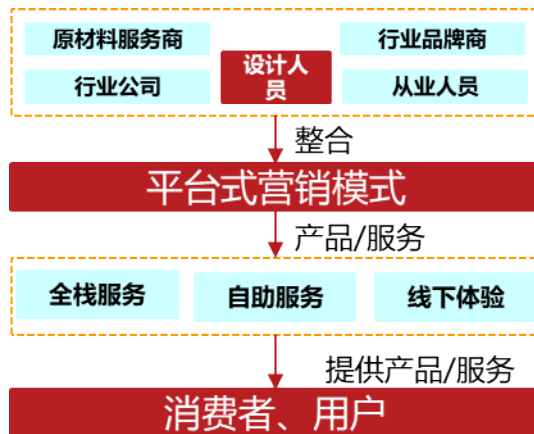 原材料服务商
行业品牌商
设计人
员
行业公司
从业人员
整合
平台式营销模式
产品/服务
全栈服务
自助服务
线下体验
提供产品/服务
消费者、用户